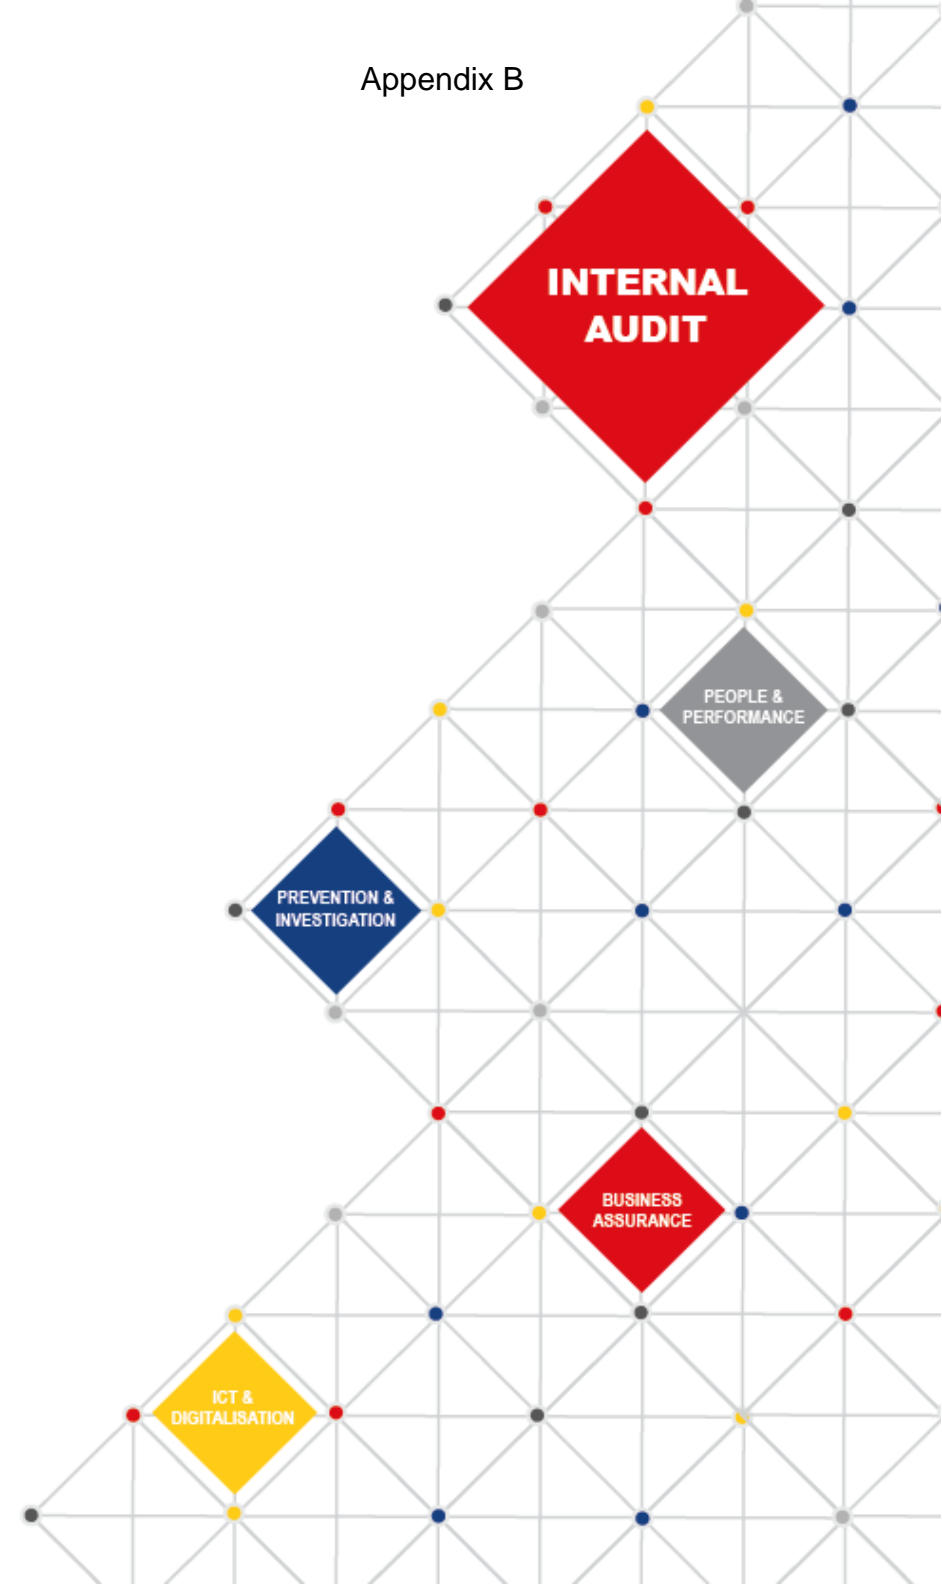 Appendix B
INTERNAL
AUDIT
PEOPLE &
PERFORMANCE
PREVENTION &
INVESTIGATION
BUSINESS
ASSURANCE
ICT &
DIGITALISATION